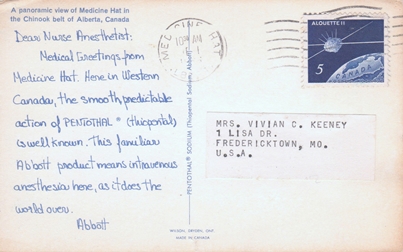 A panoramic view of Medicine Hat in
the Chinook belt of Alberta, Canada
Dear Nurse Anesthetist:
Medical Greetings from
Medicine Hat. Here in Western
Canada, the smooth predictable
action of PENTOTHAL® (thiopental)
is well known. This familiar
Abbott product means intravenous
anesthesia here, as it does the
world over.
Abbott
PENTOTHAL® SODIUM (Thiopental Sodium, Abbott)
MEDICINE HAT
AM
ALOUETTE II
5
CANADA
MRS. VIVIAN C. KEENEY
1 LISA DR.
FREDERICKTOWN, MO.
U.S.A.
MADE IN CANADA